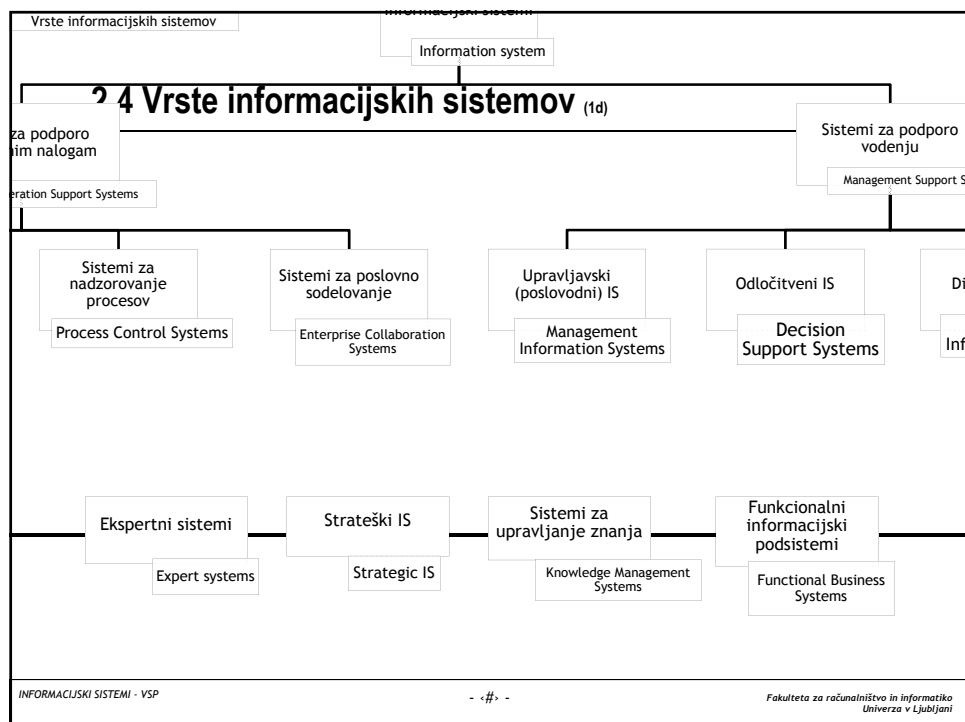 Vrste informacijskih sistemov
Informacijski sistemi
Information system
2.4 Vrste informacijskih sistemov (1d)
za podporo
nalogam
Support Systems
Sistemi za podporo
vodenju
Management Support
Sistemi za
nadzorovanje
procesov
Process Control Systems
Sistemi za poslovno
sodelovanje
Enterprise Collaboration
Systems
Upravljavski
(poslovodni) IS
Management
Information Systems
Odločitveni IS
Decision
Support Systems
Ekspertni sistemi
Expert systems
Strateški IS
Strategic IS
Sistemi za
upravljanje znanja
Knowledge Management
Systems
Funkcionalni
informacijski
podsistemi
Functional Business
Systems
INFORMACIJSKI SISTEMI - VSP
- ‹#› -
Fakulteta za računalništvo in informatiko
Univerza v Ljubljani